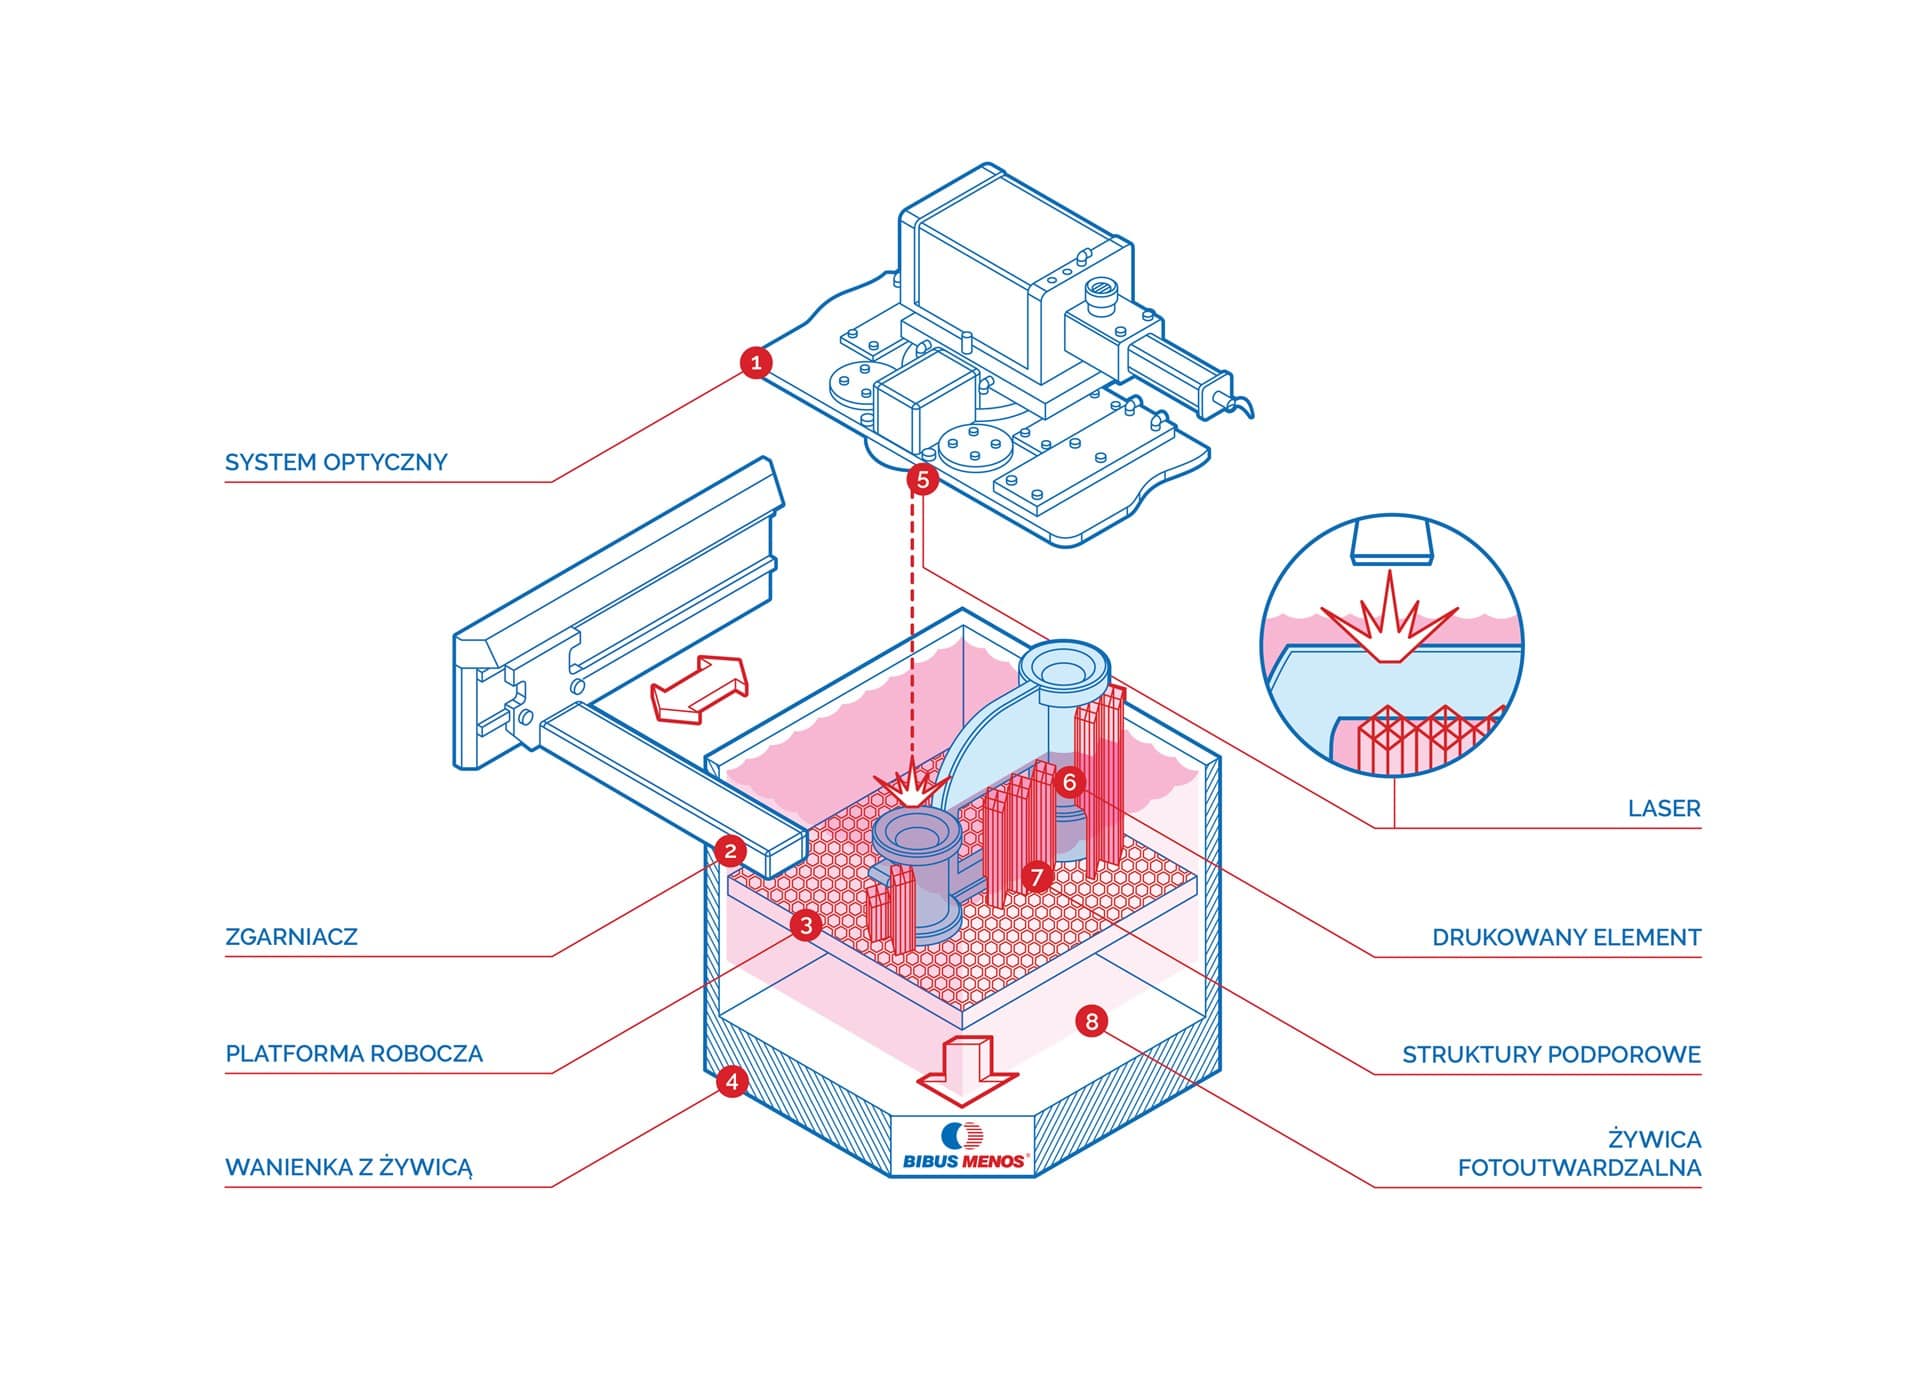 1
SYSTEM OPTYCZNY
5
LASER
6
2
7
ZGARNIACZ
3
DRUKOWANY ELEMENT
8
PLATFORMA ROBOCZA
STRUKTURY PODPOROWE
4
BIBUS MENOS®
WANIENKA Z ŻYWICĄ
ŻYWICA
FOTOUTWARDZALNA